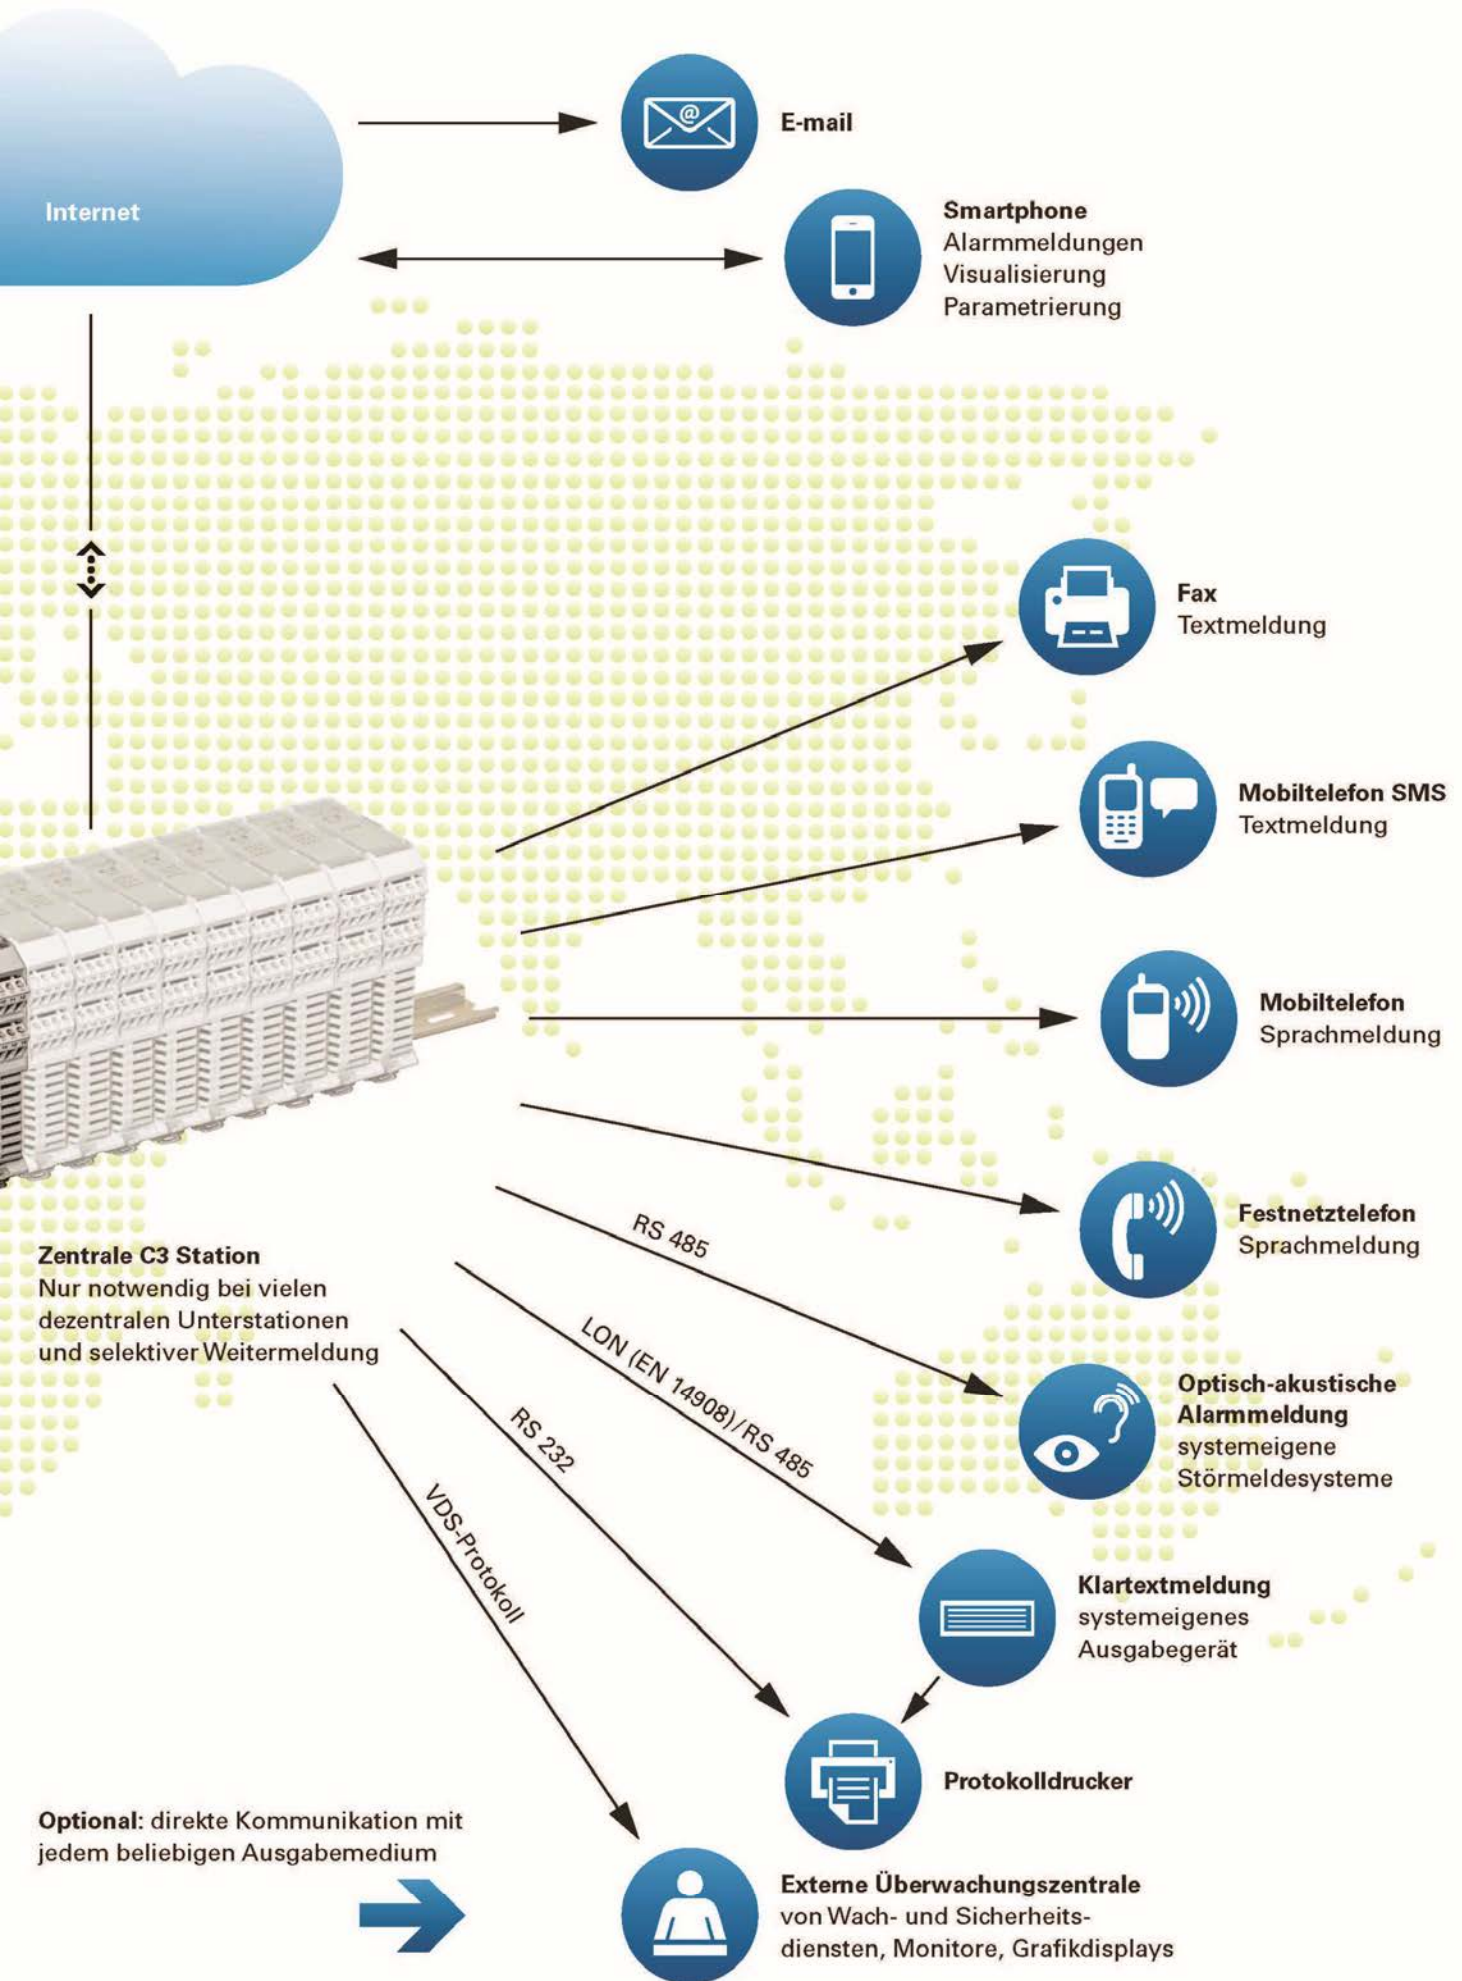 E-mail
Internet
Smartphone
Alarmmeldungen
Visualisierung
Parametrierung
Fax
Textmeldung
Mobiltelefon SMS
Textmeldung
Mobiltelefon
Sprachmeldung
Festnetztelefon
Sprachmeldung
RS 485
Zentrale C3 Station
Nur notwendig bei vielen
dezentralen Unterstationen
und selektiver Weitermeldung
LON (EN 14908)/RS 485
RS 232
VDS-Protokoll
Optisch-akustische
Alarmmeldung
systemeigene
Störmeldesysteme
Klartextmeldung
systemeigenes
Ausgabegerät
Protokolldrucker
Optional: direkte Kommunikation mit
jedem beliebigen Ausgabemedium
Externe Überwachungszentrale
von Wach- und Sicherheits-
diensten, Monitore, Grafikdisplays
@